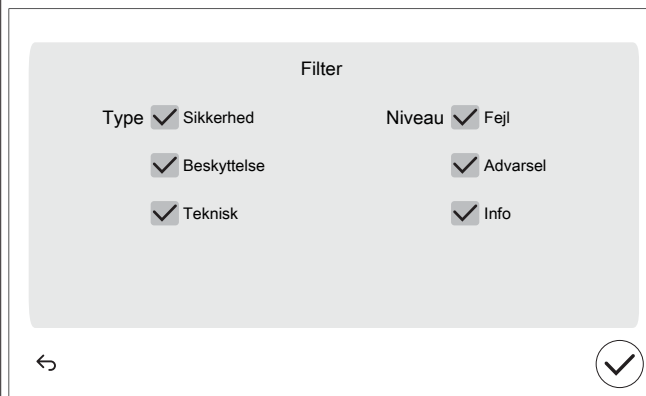 Filter
Type Sikkerhed Niveau Fejl
Beskyttelse Advarsel
Teknisk Info